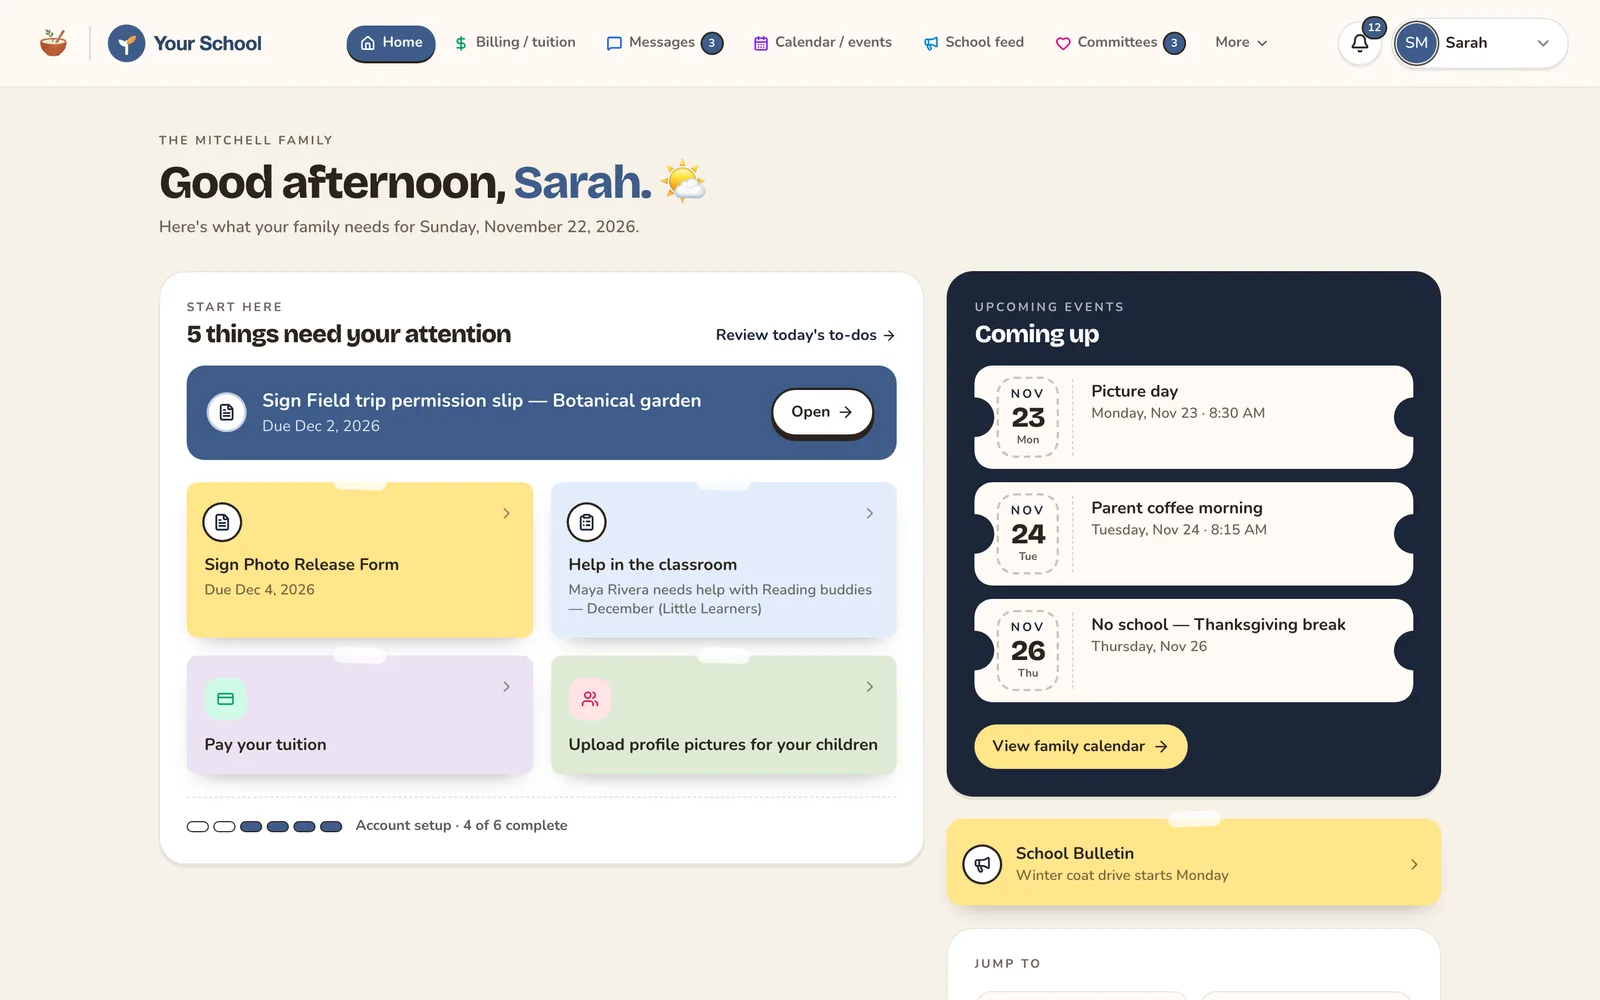 Your School
Home
Billing / tuition
Messages 3
Calendar / events
School feed
Committees 3
More
12
SM
Sarah
THE MITCHELL FAMILY
Good afternoon, Sarah.
Here's what your family needs for Sunday, November 22, 2026.
START HERE
5 things need your attention
Review today's to-dos →
Sign Field trip permission slip — Botanical garden
Due Dec 2, 2026
Open →
Sign Photo Release Form
Due Dec 4, 2026
Help in the classroom
Maya Rivera needs help with Reading buddies
— December (Little Learners)
Pay your tuition
Upload profile pictures for your children
Account setup · 4 of 6 complete
UPCOMING EVENTS
Coming up
NOV
23
Mon
Picture day
Monday, Nov 23 · 8:30 AM
NOV
24
Tue
Parent coffee morning
Tuesday, Nov 24 · 8:15 AM
NOV
26
Thu
No school — Thanksgiving break
Thursday, Nov 26
View family calendar →
School Bulletin
Winter coat drive starts Monday
JUMP TO